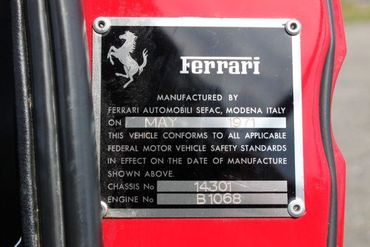 Ferrari
MANUFACTURED BY
FERRARI AUTOMOBILI SEFAC, MODENA ITALY
ON MAY 1971
THIS VEHICLE CONFORMS TO ALL APPLICABLE
FEDERAL MOTOR VEHICLE SAFETY STANDARDS
IN EFFECT ON THE DATE OF MANUFACTURE
SHOWN ABOVE.
CHASSIS No 14301
ENGINE No B1068